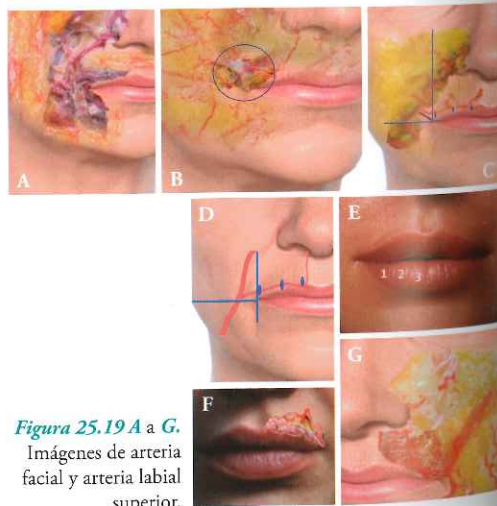 A
B
C
D
E
1 2 3
F
G
Figura 25.19 A a G.
Imágenes de arteria
facial y arteria labial
superior.